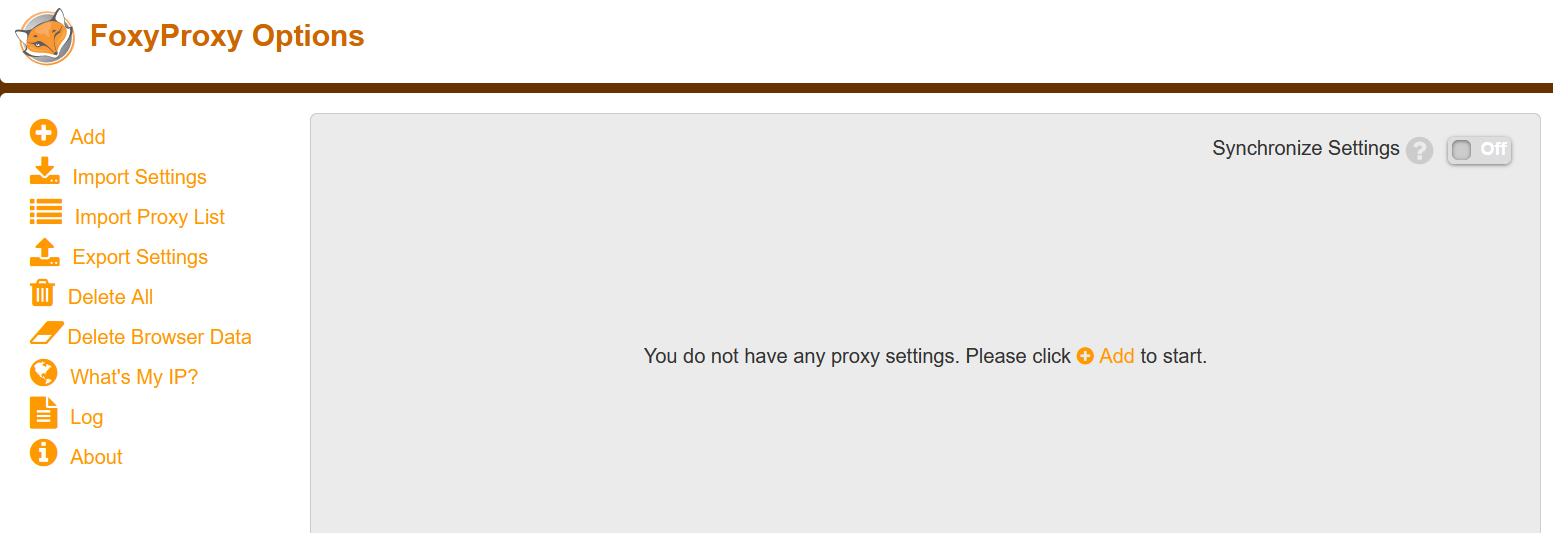 FoxyProxy Options
Add
Import Settings
Import Proxy List
Export Settings
Delete All
Delete Browser Data
What's My IP?
Log
About
Synchronize Settings ? Off
You do not have any proxy settings. Please click Add to start.